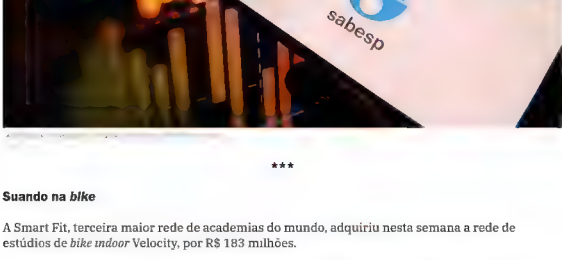 sabesp
***
Suando na bike
A Smart Fit, terceira maior rede de academias do mundo, adquiriu nesta semana a rede de
estúdios de bike indoor Velocity, por R$ 183 milhões.